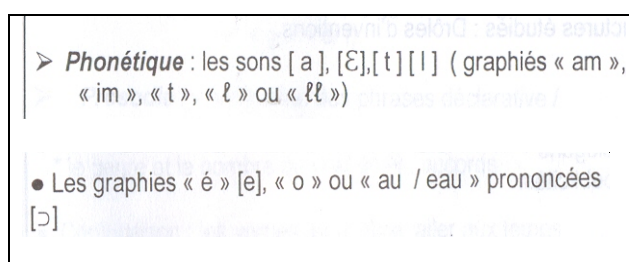 ➢ Phonétique : les sons [ a ], [Ɛ],[ t ] [ l ] ( graphiés « am »,
« im », « t », « ℓ » ou « ℓℓ »)
● Les graphies « é » [e], « o » ou « au / eau » prononcées
[Ɔ]